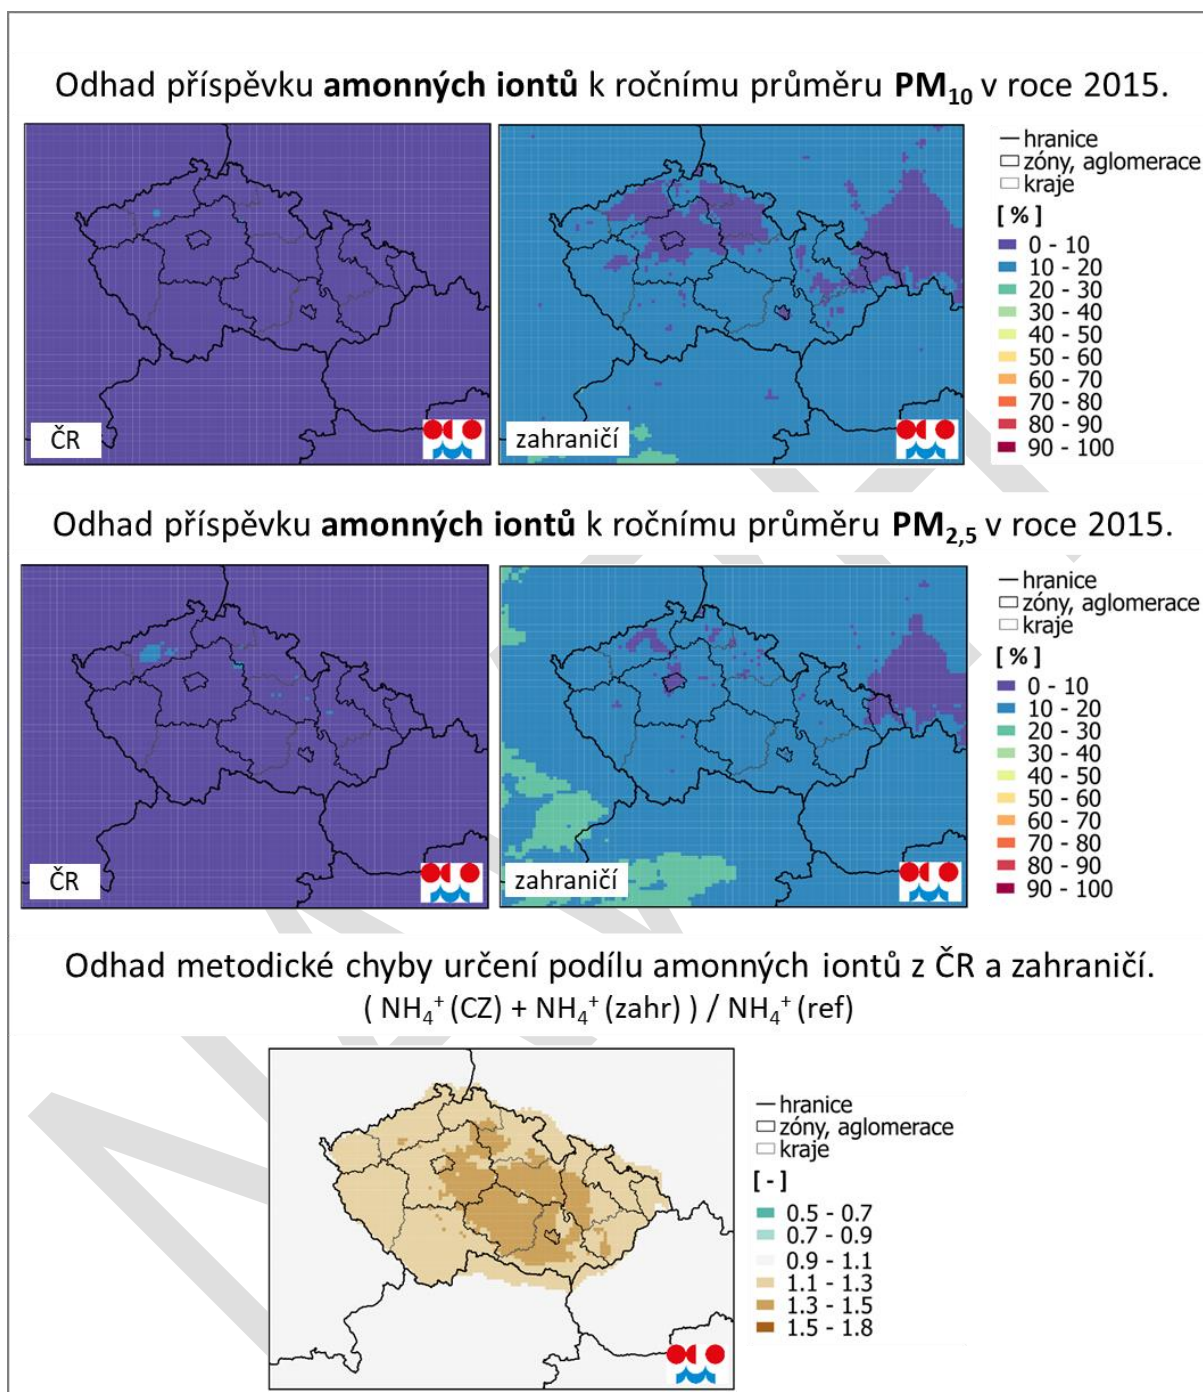 Odhad příspěvku amonných iontů k ročnímu průměru PM10 v roce 2015.
hranice
zóny, aglomerace
kraje
[ % ]
0 - 10
10 - 20
20 - 30
30 - 40
40 - 50
50 - 60
60 - 70
70 - 80
80 - 90
90 - 100
ČR
zahraničí
Odhad příspěvku amonných iontů k ročnímu průměru PM2,5 v roce 2015.
hranice
zóny, aglomerace
kraje
[ % ]
0 - 10
10 - 20
20 - 30
30 - 40
40 - 50
50 - 60
60 - 70
70 - 80
80 - 90
90 - 100
ČR
zahraničí
Odhad metodické chyby určení podílu amonných iontů z ČR a zahraničí.
( NH4+ (CZ) + NH4+ (zahr) ) / NH4+ (ref)
hranice
zóny, aglomerace
kraje
[ - ]
0.5 - 0.7
0.7 - 0.9
0.9 - 1.1
1.1 - 1.3
1.3 - 1.5
1.5 - 1.8